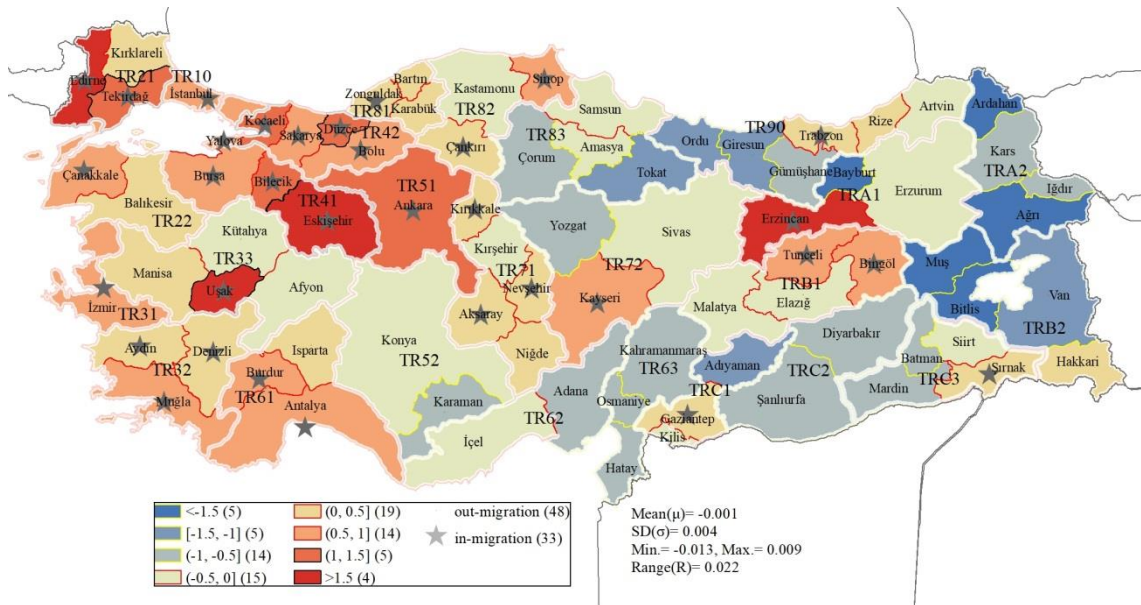 Kırklareli
Edirne
TR21
TR10
Tekirdağ
İstanbul
Kocaeli
Yalova
Sakarya
Düzce
TR42
Bolu
Zonguldak
Bartın
TR81
Karabük
Kastamonu
TR82
Sinop
Samsun
TR83
Çorum
Amasya
Tokat
Ordu
Giresun
TR90
Trabzon
Rize
Artvin
Ardahan
Kars
TRA2
Iğdır
Ağrı
Gümüşhane
Bayburt
TRA1
Erzurum
Erzincan
Çanakkale
Balıkesir
TR22
Bursa
Bilecik
TR41
Eskişehir
TR51
Ankara
Çankırı
Kırıkkale
Yozgat
Sivas
Kütahya
TR33
Kırşehir
TR71
Nevşehir
TR72
Kayseri
Tunceli
Bingöl
TRB1
Elazığ
Malatya
Muş
Bitlis
Van
TRB2
Manisa
Uşak
Afyon
İzmir
TR31
Aydın
TR32
Denizli
Isparta
Burdur
TR61
Muğla
Antalya
Konya
TR52
Karaman
Aksaray
Niğde
İçel
TR62
Adana
Kahramanmaraş
TR63
Osmaniye
Hatay
Adıyaman
TRC1
Gaziantep
Kilis
Diyarbakır
TRC2
Şanlıurfa
Batman
Mardin
TRC3
Siirt
Şırnak
Hakkari
<-1.5 (5)
[-1.5, -1] (5)
(-1, -0.5] (14)
(-0.5, 0] (15)
(0, 0.5] (19)
(0.5, 1] (14)
(1, 1.5] (5)
>1.5 (4)
out-migration (48)
in-migration (33)
Mean(μ)= -0.001
SD(σ)= 0.004
Min.= -0.013, Max.= 0.009
Range(R)= 0.022